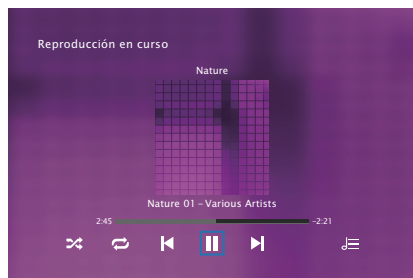 Reproducción en curso
Nature
Nature 01 – Various Artists
2:45 –2:21